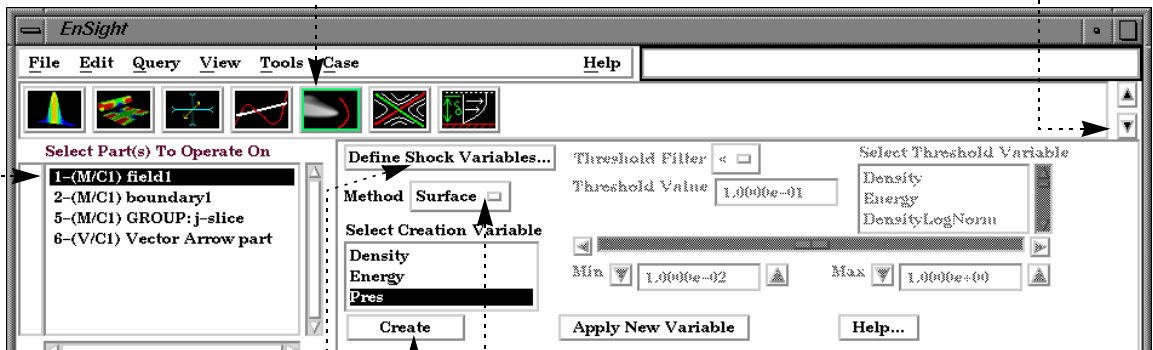 EnSight
File Edit Query View Tools Case Help
Select Part(s) To Operate On
1-(M/C1) field1
2-(M/C1) boundary1
5-(M/C1) GROUP: j-slice
6-(V/C1) Vector Arrow part
Define Shock Variables...
Method Surface
Select Creation Variable
Density
Energy
Pres
Create
Threshold Filter <
Threshold Value 1.0000e-01
Select Threshold Variable
Density
Energy
DensityLogNorm
Min 1.0000e-02 Max 1.0000e+00
Apply New Variable
Help...